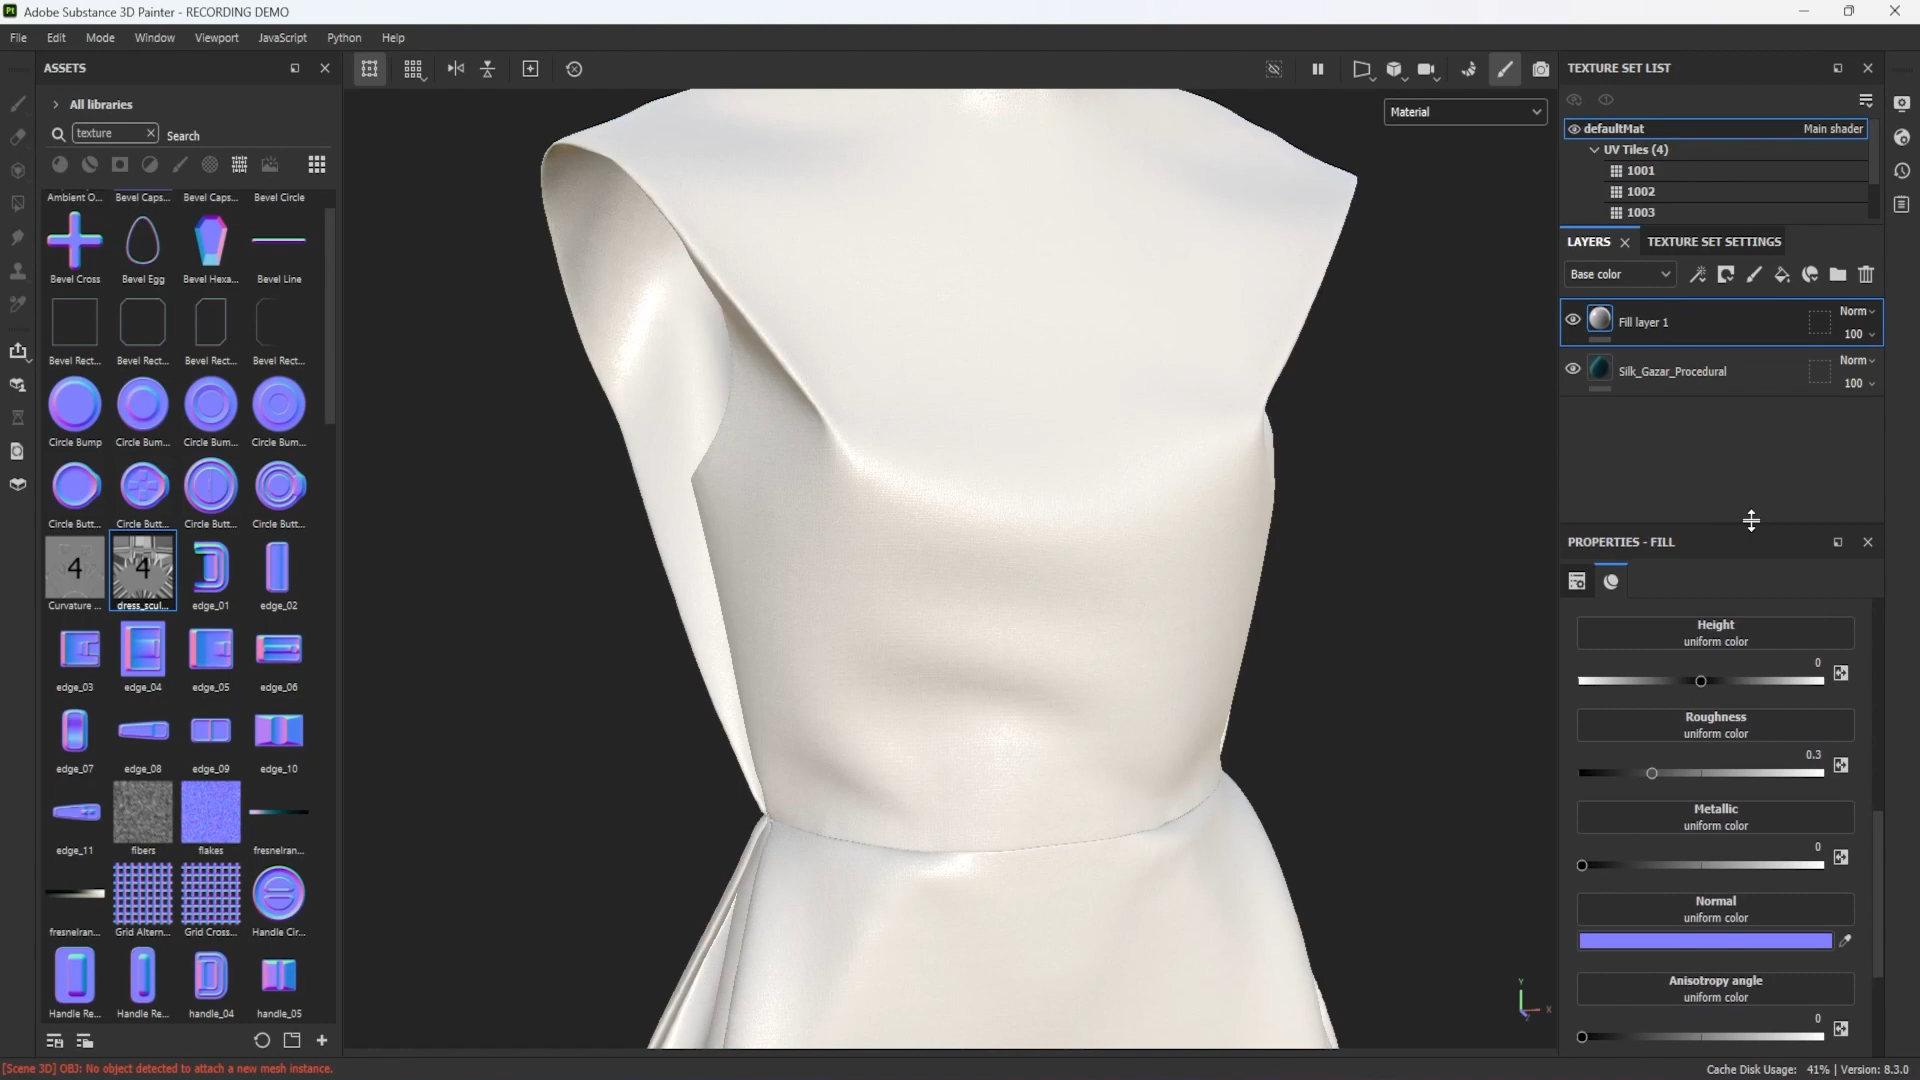 Adobe Substance 3D Painter - RECORDING DEMO
File Edit Mode Window Viewport JavaScript Python Help
ASSETS
All libraries
texture Search
Ambient O... Bevel Caps... Bevel Caps... Bevel Circle
Bevel Cross Bevel Egg Bevel Hexa... Bevel Line
Bevel Rect... Bevel Rect... Bevel Rect... Bevel Rect...
Circle Bump Circle Bum... Circle Bum... Circle Bum...
Circle Butt... Circle Butt... Circle Butt... Circle Butt...
4 4
Curvature ... dress_scul... edge_01 edge_02
edge_03 edge_04 edge_05 edge_06
edge_07 edge_08 edge_09 edge_10
edge_11 fibers flakes fresnelran...
fresnelran... Grid Altern... Grid Cross... Handle Cir...
Handle Re... Handle Re... handle_04 handle_05
Material
Y
X
TEXTURE SET LIST
defaultMat Main shader
UV Tiles (4)
1001
1002
1003
LAYERS TEXTURE SET SETTINGS
Base color
Fill layer 1 Norm
100
Silk_Gazar_Procedural Norm
100
PROPERTIES - FILL
Height
uniform color
0
Roughness
uniform color
0.3
Metallic
uniform color
0
Normal
uniform color
Anisotropy angle
uniform color
0
[Scene 3D] OBJ: No object detected to attach a new mesh instance.
Cache Disk Usage: 41% | Version: 8.3.0